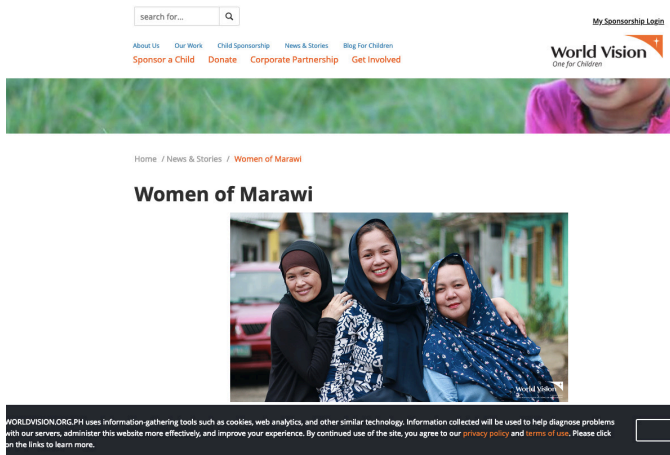 search for...
My Sponsorship Login
About Us Our Work Child Sponsorship News & Stories Blog For Children
Sponsor a Child Donate Corporate Partnership Get Involved
World Vision
One for Children
Home / News & Stories / Women of Marawi
Women of Marawi
World Vision
WORLDVISION.ORG.PH uses information-gathering tools such as cookies, web analytics, and other similar technology. Information collected will be used to help diagnose problems
with our servers, administer this website more effectively, and improve your experience. By continued use of the site, you agree to our privacy policy and terms of use. Please click
on the links to learn more.